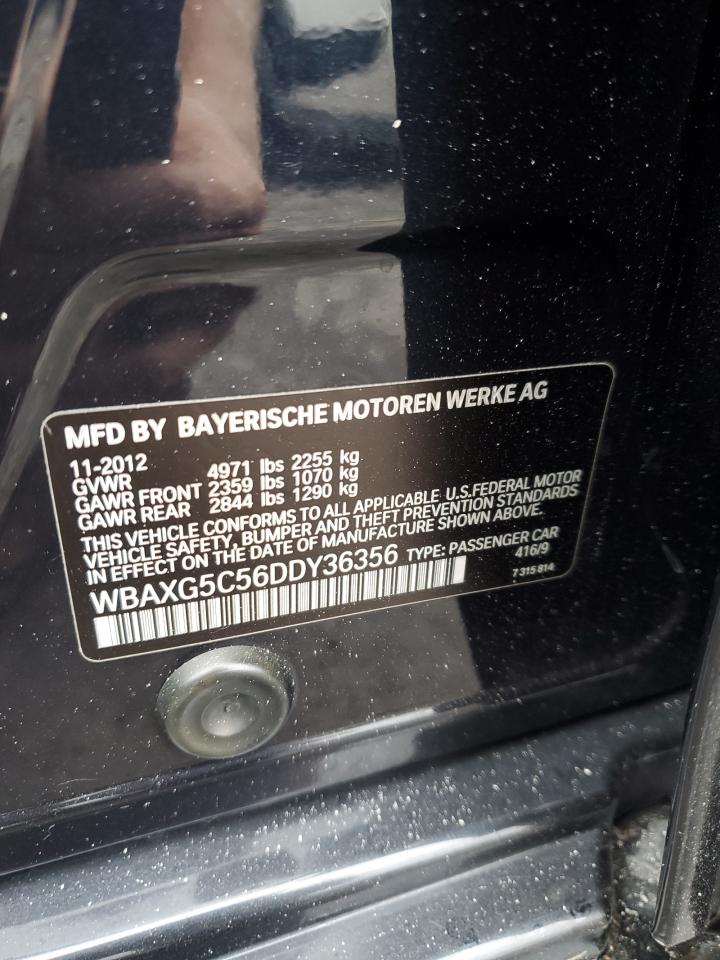 MFD BY BAYERISCHE MOTOREN WERKE AG
11-2012
GVWR 4971 lbs 2255 kg
GAWR FRONT 2359 lbs 1070 kg
GAWR REAR 2844 lbs 1290 kg
THIS VEHICLE CONFORMS TO ALL APPLICABLE U.S.FEDERAL MOTOR
VEHICLE SAFETY, BUMPER AND THEFT PREVENTION STANDARDS
IN EFFECT ON THE DATE OF MANUFACTURE SHOWN ABOVE.
WBAXG5C56DDY36356 TYPE: PASSENGER CAR
416/9
7 315 814